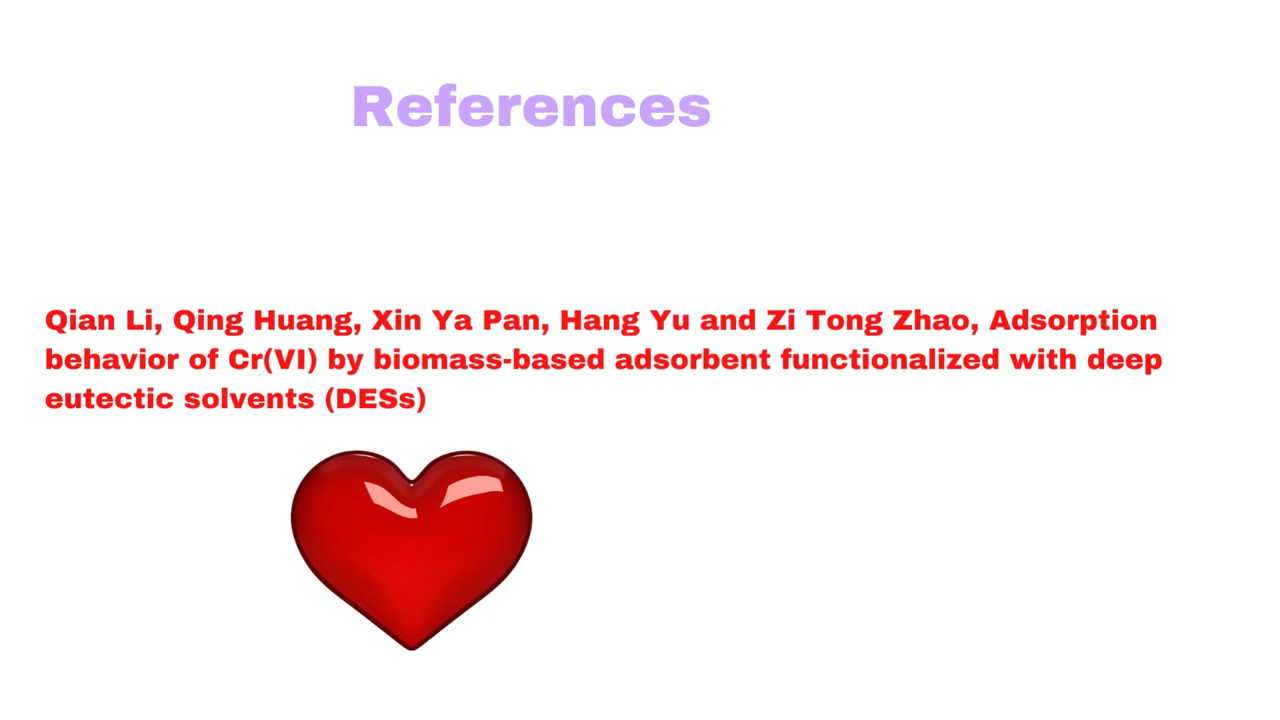 References
Qian Li, Qing Huang, Xin Ya Pan, Hang Yu and Zi Tong Zhao, Adsorption
behavior of Cr(VI) by biomass-based adsorbent functionalized with deep
eutectic solvents (DESs)